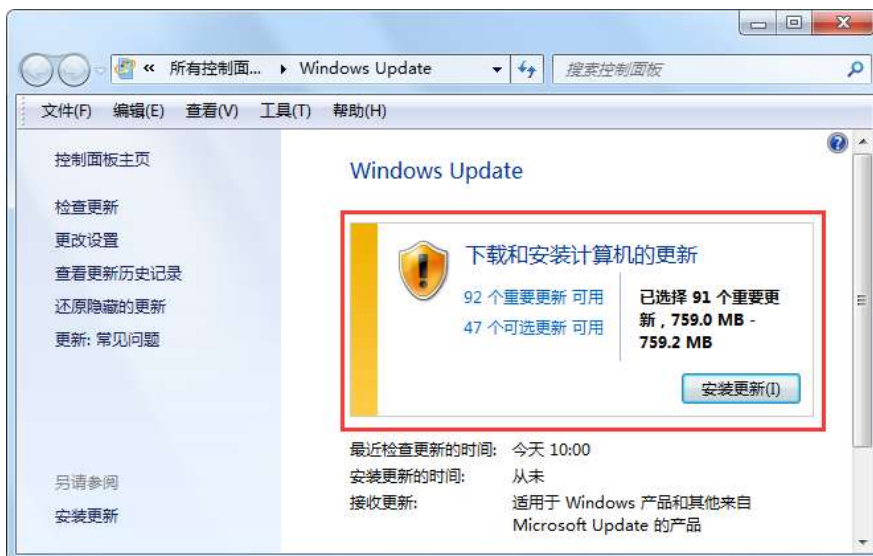 « 所有控制面... ▸ Windows Update
搜索控制面板
文件(F) 编辑(E) 查看(V) 工具(T) 帮助(H)
控制面板主页
检查更新
更改设置
查看更新历史记录
还原隐藏的更新
更新: 常见问题
另请参阅
安装更新
Windows Update
下载和安装计算机的更新
92 个重要更新 可用
47 个可选更新 可用
已选择 91 个重要更
新，759.0 MB -
759.2 MB
安装更新(I)
最近检查更新的时间: 今天 10:00
安装更新的时间: 从未
接收更新: 适用于 Windows 产品和其他来自
Microsoft Update 的产品